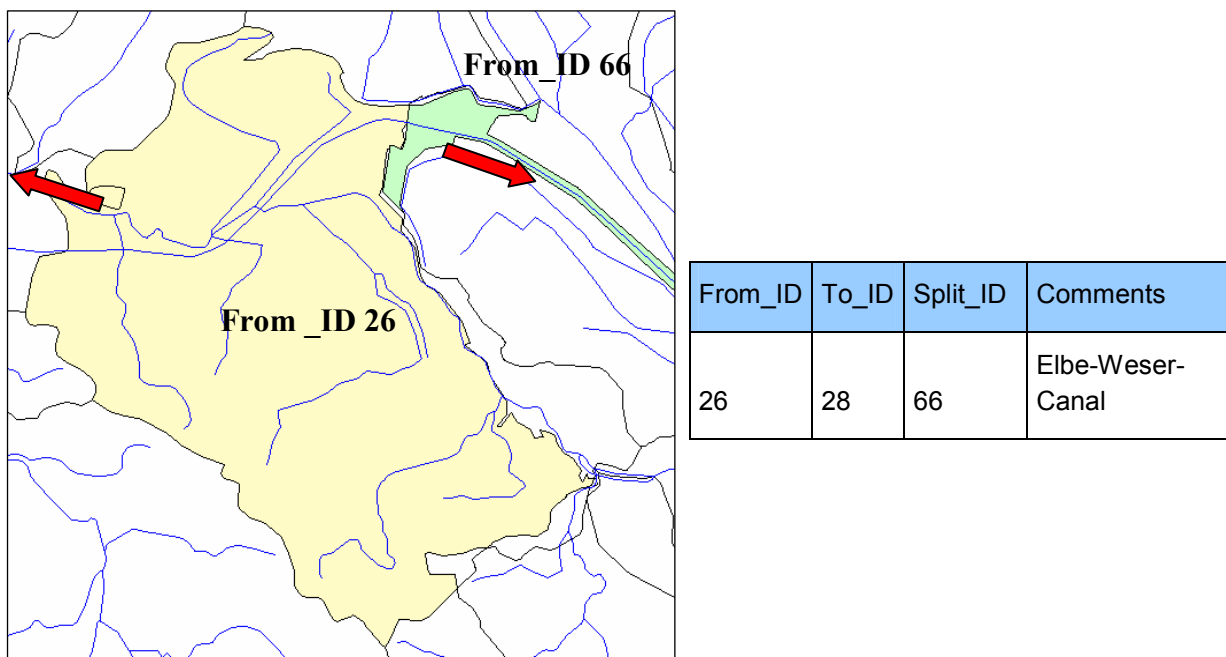 From_ID 66
From _ID 26
From_ID To_ID Split_ID Comments
26 28 66 Elbe-Weser-
Canal